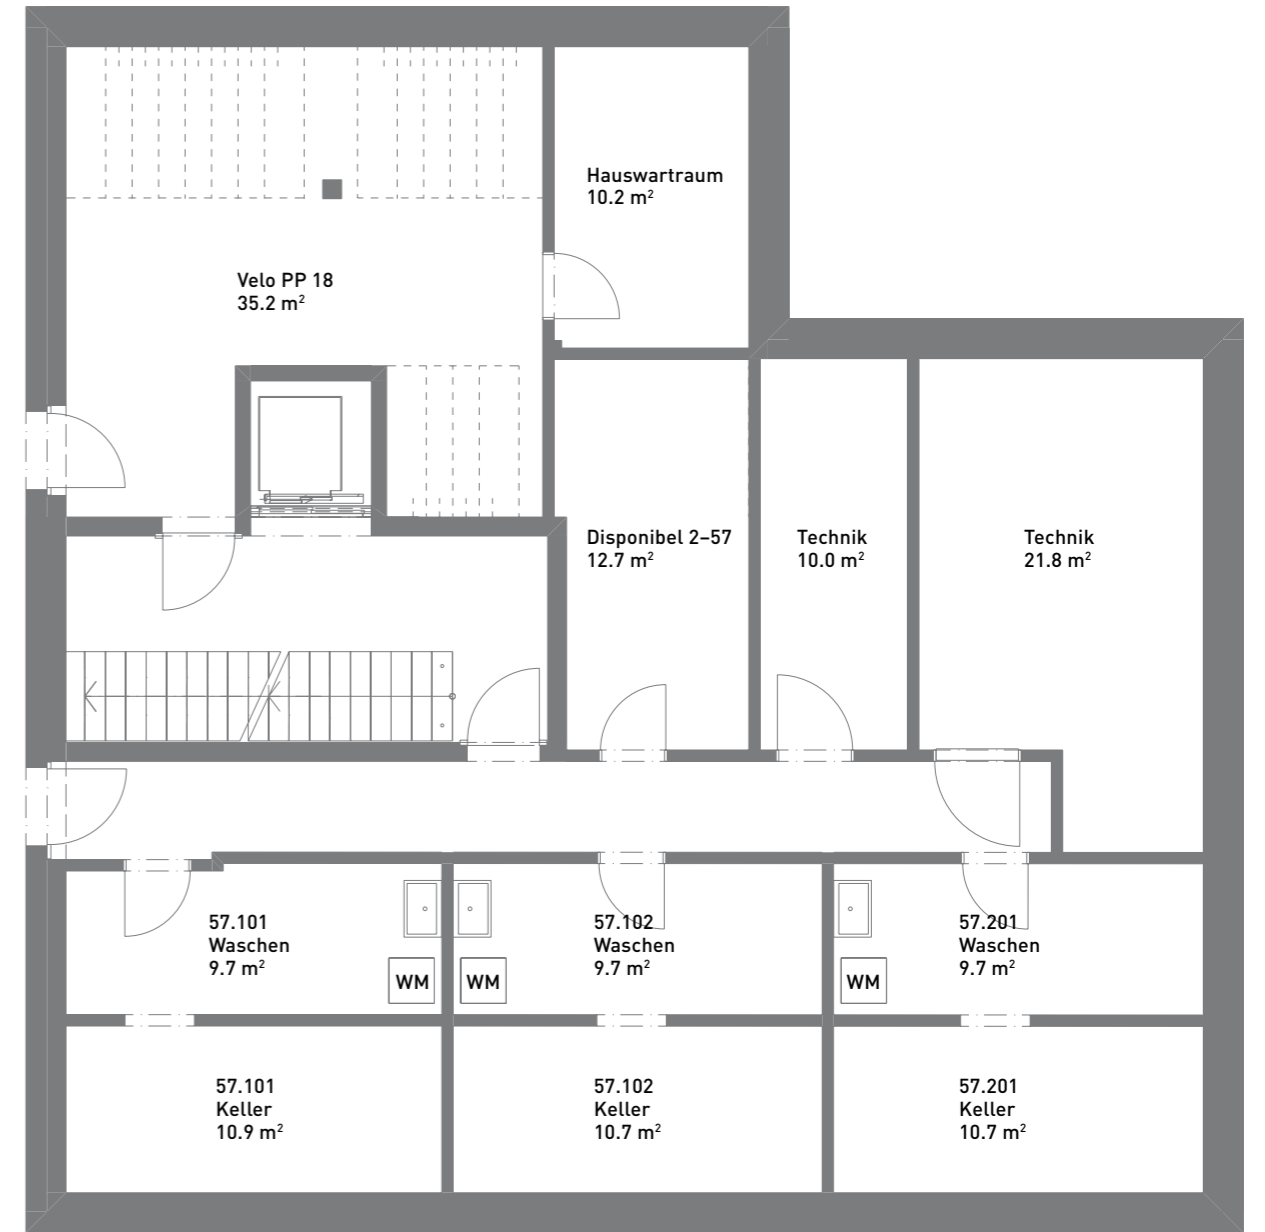 Hauswartraum
10.2 m²
Velo PP 18
35.2 m²
Disponibel 2–57
12.7 m²
Technik
10.0 m²
Technik
21.8 m²
57.101
Waschen
9.7 m²
WM
WM
57.102
Waschen
9.7 m²
WM
57.201
Waschen
9.7 m²
57.101
Keller
10.9 m²
57.102
Keller
10.7 m²
57.201
Keller
10.7 m²